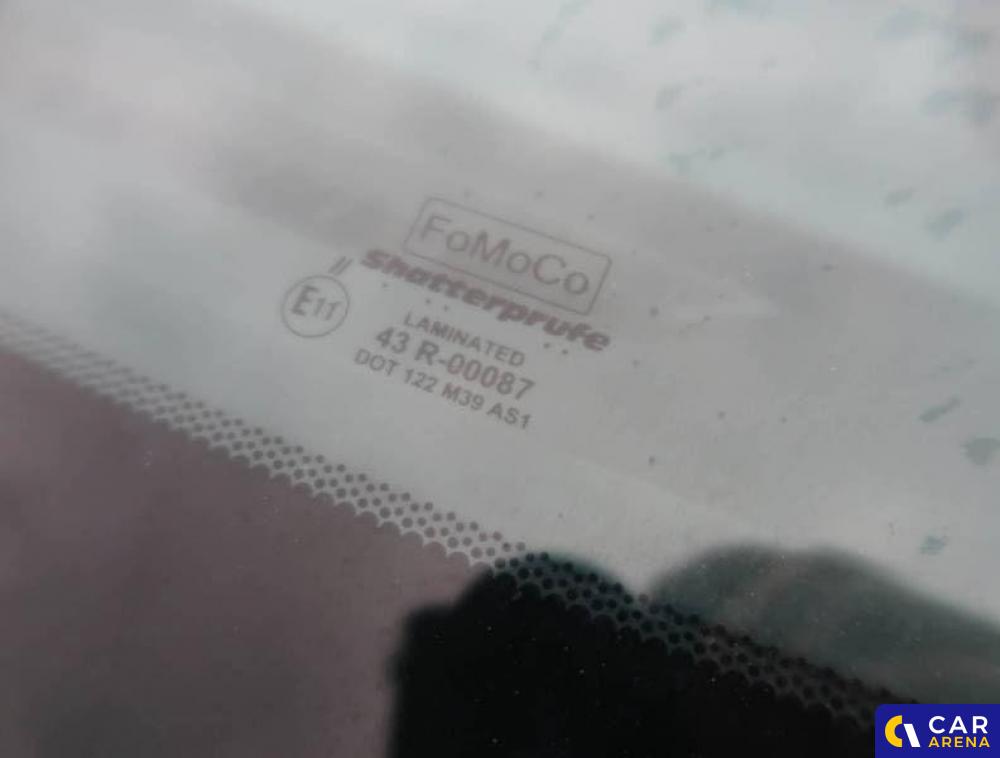 FoMoCo
Shatterprufe
E11
LAMINATED
43 R-00087
DOT 122 M39 AS1
CAR
ARENA